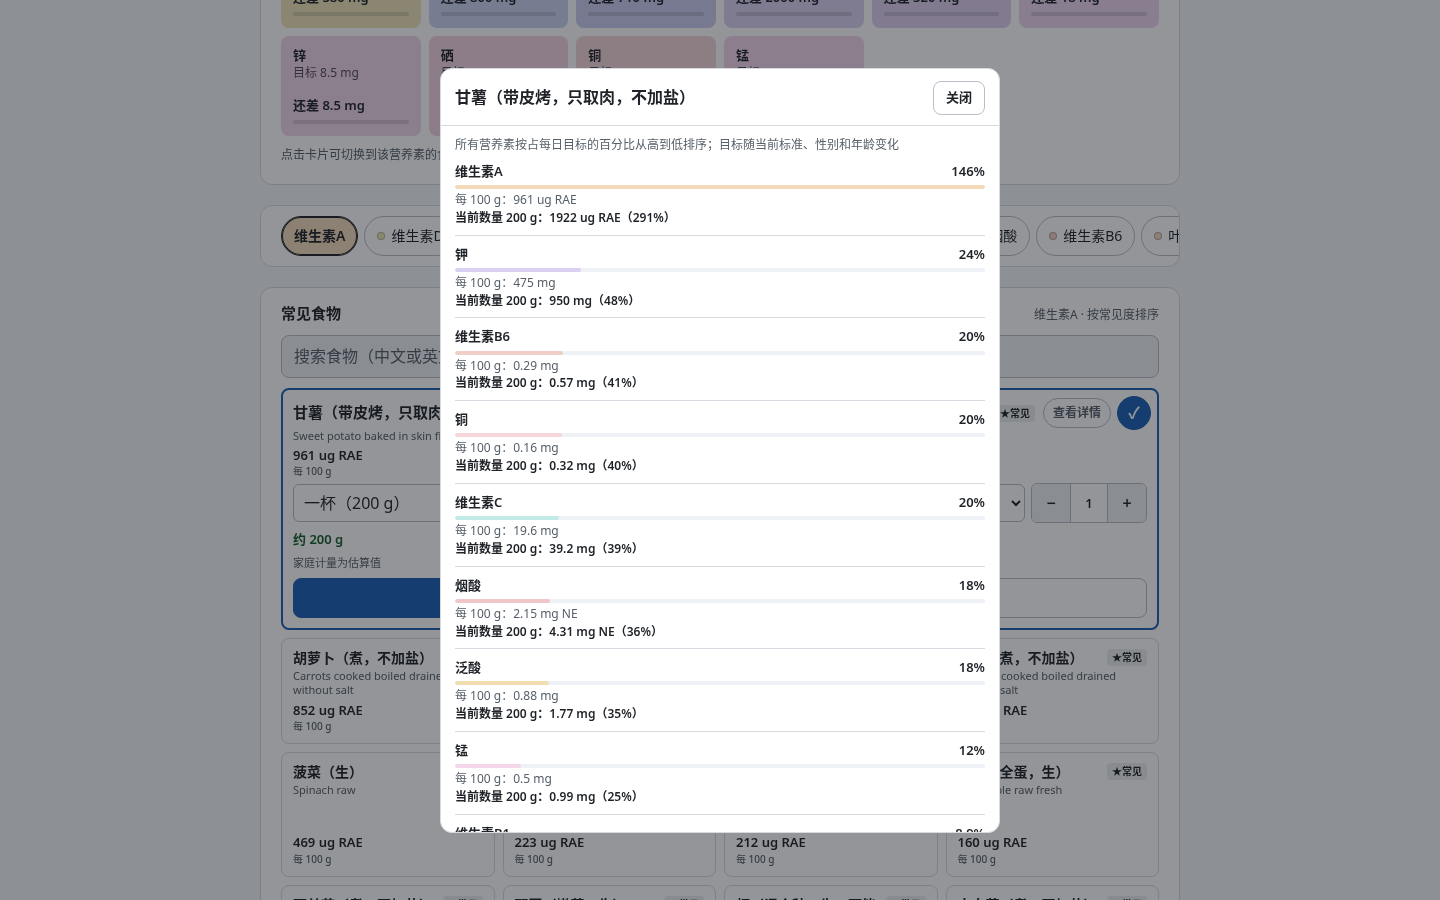 锌
目标 8.5 mg
还差 8.5 mg
硒
铜
锰
点击卡片可切换到该营养素的
甘薯（带皮烤，只取肉，不加盐）
关闭
所有营养素按占每日目标的百分比从高到低排序；目标随当前标准、性别和年龄变化
维生素A
146%
每 100 g：961 ug RAE
当前数量 200 g：1922 ug RAE（291%）
钾
24%
每 100 g：475 mg
当前数量 200 g：950 mg（48%）
维生素B6
20%
每 100 g：0.29 mg
当前数量 200 g：0.57 mg（41%）
铜
20%
每 100 g：0.16 mg
当前数量 200 g：0.32 mg（40%）
维生素C
20%
每 100 g：19.6 mg
当前数量 200 g：39.2 mg（39%）
烟酸
18%
每 100 g：2.15 mg NE
当前数量 200 g：4.31 mg NE（36%）
泛酸
18%
每 100 g：0.88 mg
当前数量 200 g：1.77 mg（35%）
锰
12%
每 100 g：0.5 mg
当前数量 200 g：0.99 mg（25%）
维生素A
维生素D
酸
维生素B6
叶
常见食物
维生素A · 按常见度排序
搜索食物（中文或英
甘薯（带皮烤，只取肉
★常见
查看详情
✓
Sweet potato baked in skin
961 ug RAE
每 100 g
一杯（200 g）
−
1
+
约 200 g
家庭计量为估算值
胡萝卜（煮，不加盐）
Carrots cooked boiled draine
without salt
852 ug RAE
每 100 g
煮，不加盐）
★常见
cooked boiled drained
salt
RAE
菠菜（生）
Spinach raw
469 ug RAE
每 100 g
223 ug RAE
每 100 g
212 ug RAE
每 100 g
全蛋，生）
★常见
le raw fresh
160 ug RAE
每 100 g